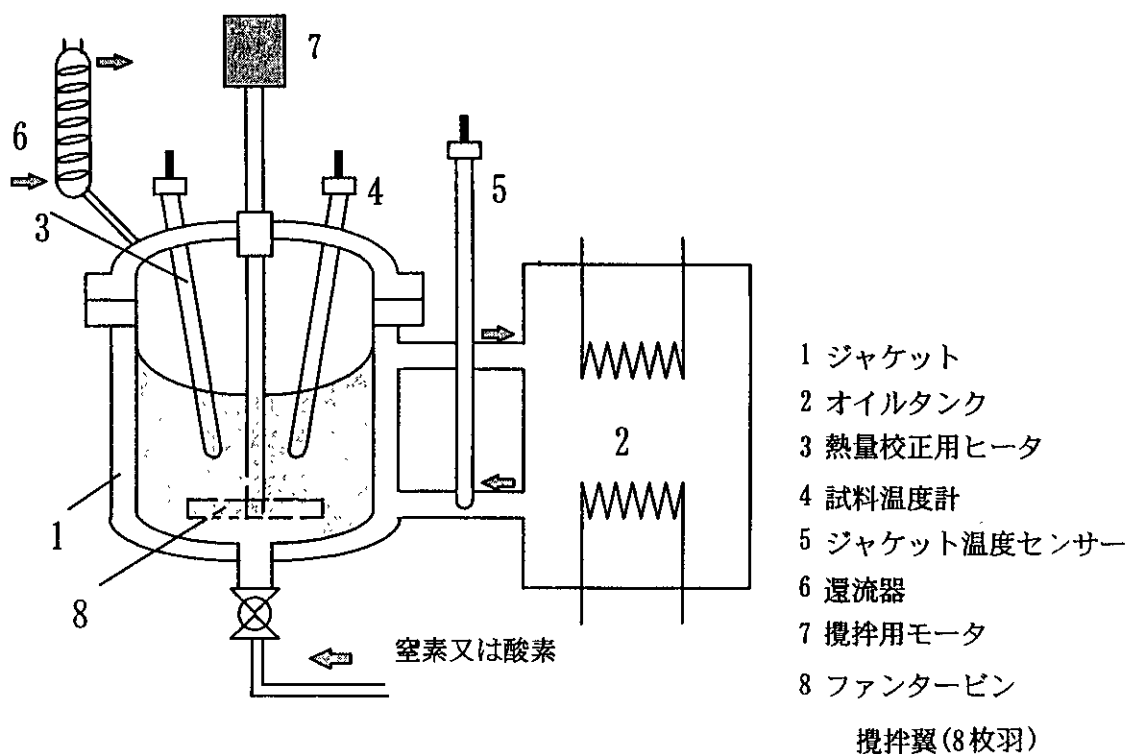 7
6
4
5
3
2
1
8
窒素又は酸素
1 ジャケット
2 オイルタンク
3 熱量校正用ヒータ
4 試料温度計
5 ジャケット温度センサー
6 還流器
7 攪拌用モータ
8 ファンタービン
攪拌翼(8枚羽)